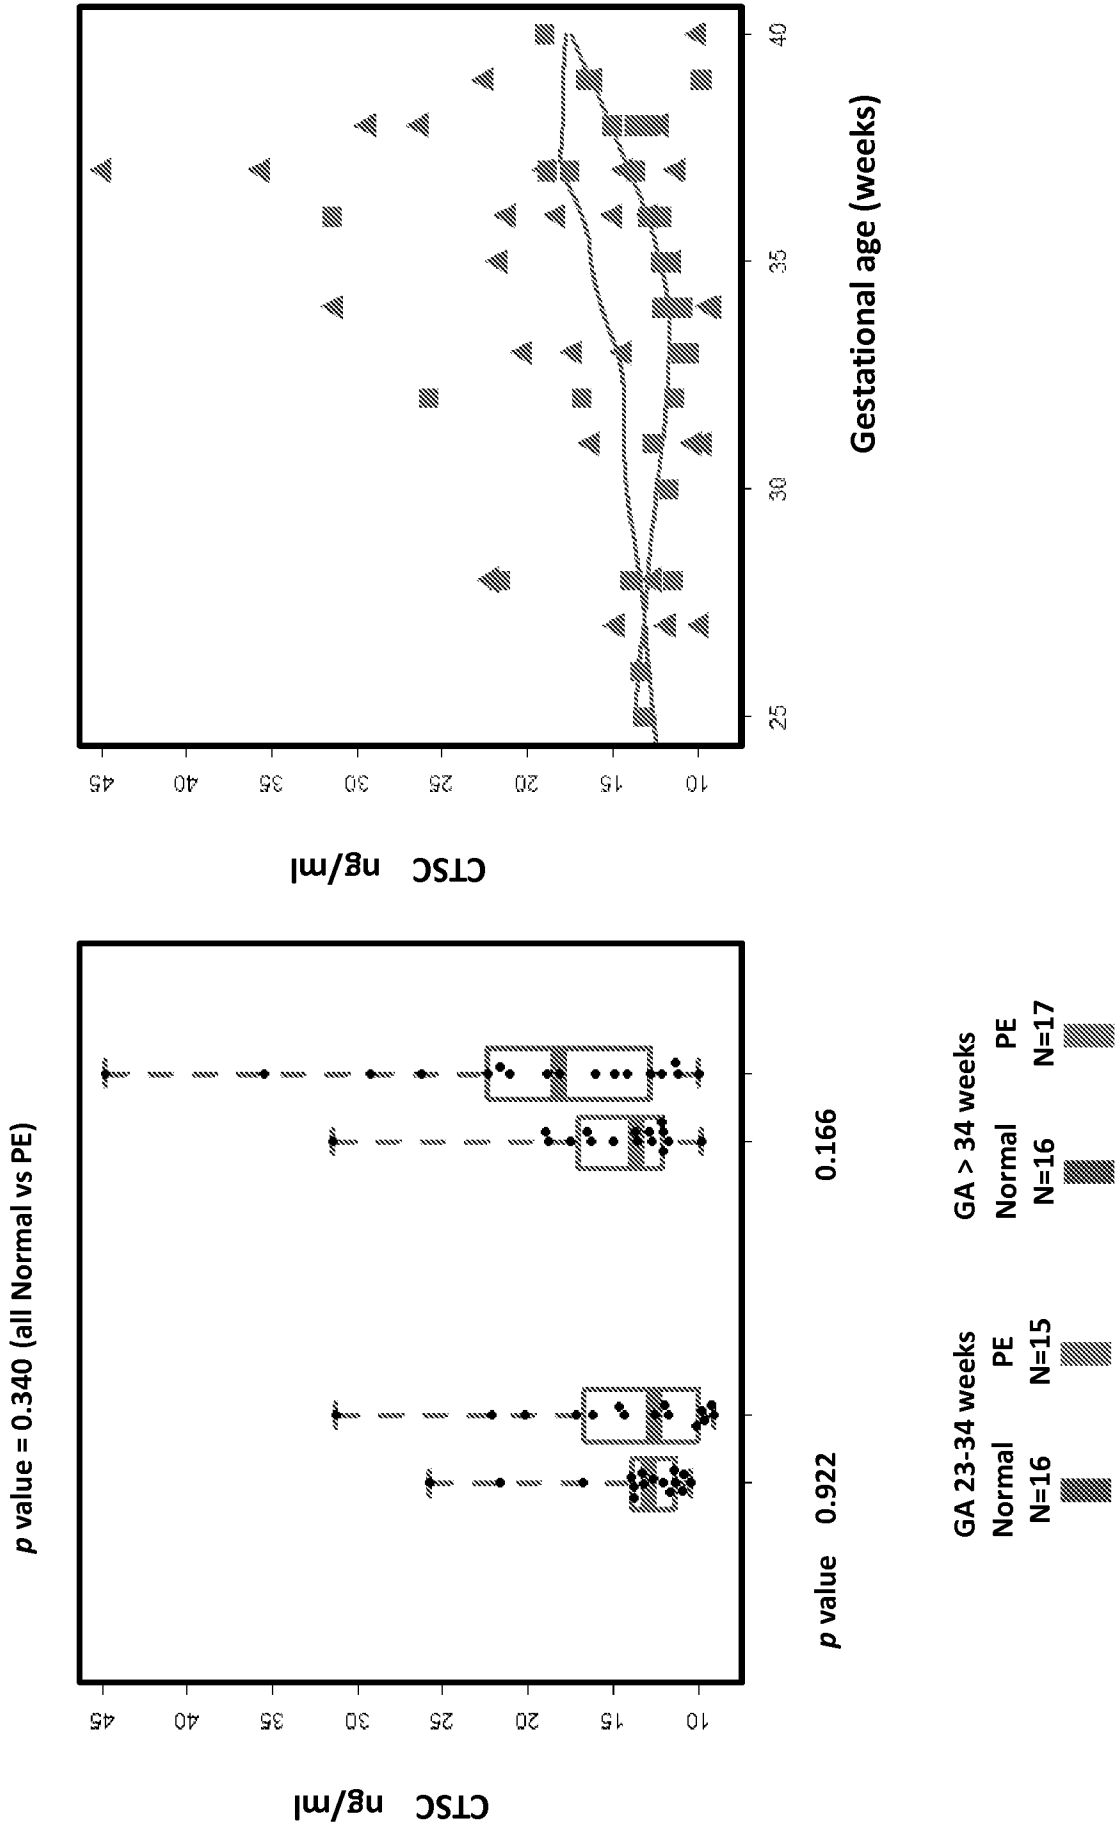 p value = 0.340 (all Normal vs PE)
CTSC ng/ml
45
40
35
30
25
20
15
10
p value 0.922
0.166
GA 23-34 weeks
Normal PE
N=16 N=15
GA > 34 weeks
Normal PE
N=16 N=17
CTSC ng/ml
45
40
35
30
25
20
15
10
25 30 35 40
Gestational age (weeks)